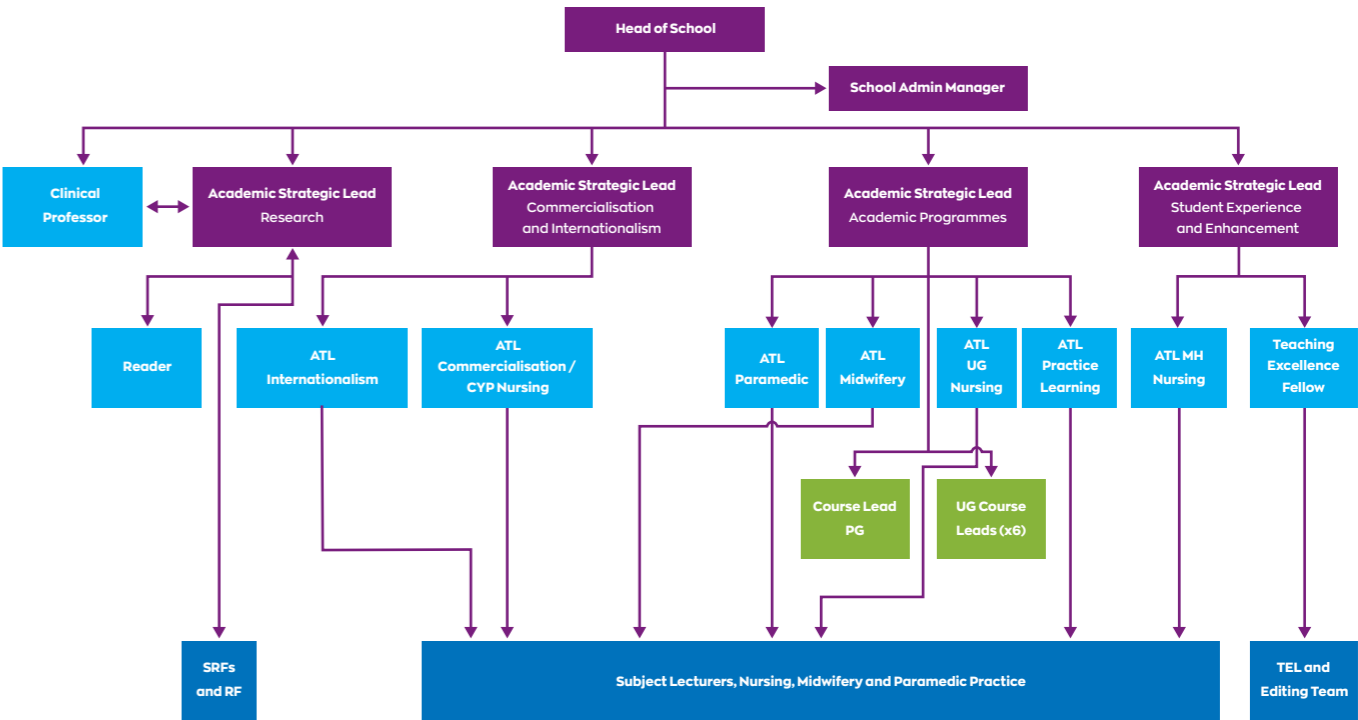 Head of School
School Admin Manager
Clinical
Professor
Academic Strategic Lead
Research
Academic Strategic Lead
Commercialisation
and Internationalism
Academic Strategic Lead
Academic Programmes
Academic Strategic Lead
Student Experience
and Enhancement
Reader
ATL
Internationalism
ATL
Commercialisation /
CYP Nursing
ATL
Paramedic
ATL
Midwifery
ATL
UG
Nursing
ATL
Practice
Learning
ATL MH
Nursing
Teaching
Excellence
Fellow
Course Lead
PG
UG Course
Leads (x6)
SRFs
and RF
Subject Lecturers, Nursing, Midwifery and Paramedic Practice
TEL and
Editing Team